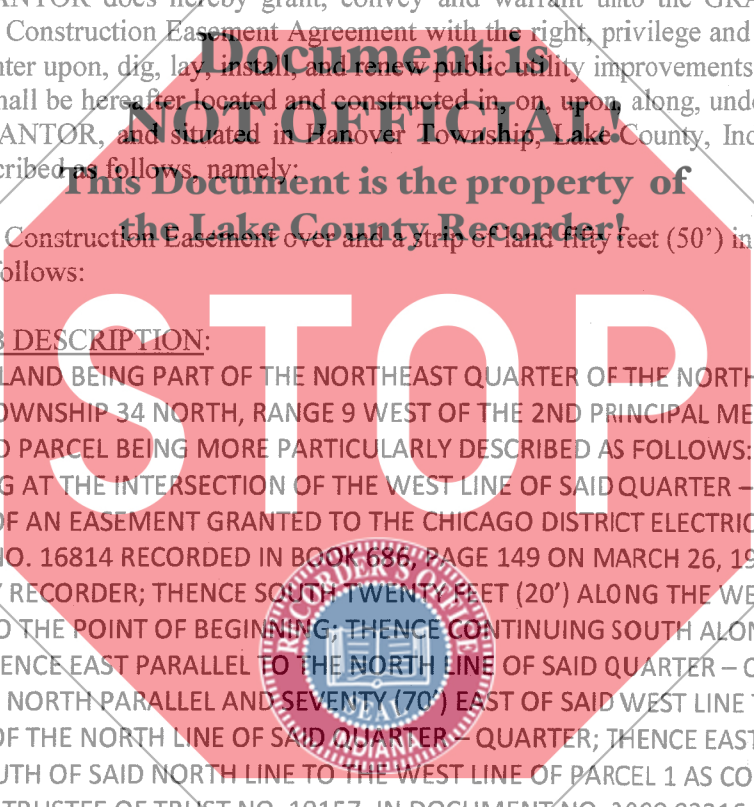 ANTOR does hereby grant, convey and warrant unto the GRA
Construction Easement Agreement with the right, privilege and
Document is
nter upon, dig, lay, install, and renew public utility improvements
NOT OFFICIAL!
hall be hereafter located and constructed in, on, upon, along, unde
ANTOR, and situated in Hanover Township, Lake County, Ind
cribed as follows, namely:
This Document is the property of
the Lake County Recorder!
Construction Easement over and a strip of land fifty feet (50’) in
follows:
STOP
B DESCRIPTION:
LAND BEING PART OF THE NORTHEAST QUARTER OF THE NORTH
OWNSHIP 34 NORTH, RANGE 9 WEST OF THE 2ND PRINCIPAL ME
D PARCEL BEING MORE PARTICULARLY DESCRIBED AS FOLLOWS:
G AT THE INTERSECTION OF THE WEST LINE OF SAID QUARTER –
OF AN EASEMENT GRANTED TO THE CHICAGO DISTRICT ELECTRIC
NO. 16814 RECORDED IN BOOK 686, PAGE 149 ON MARCH 26, 19
Y RECORDER; THENCE SOUTH TWENTY FEET (20’) ALONG THE WE
O THE POINT OF BEGINNING; THENCE CONTINUING SOUTH ALON
ENCE EAST PARALLEL TO THE NORTH LINE OF SAID QUARTER – Q
NORTH PARALLEL AND SEVENTY (70’) EAST OF SAID WEST LINE T
OF THE NORTH LINE OF SAID QUARTER – QUARTER; THENCE EAST
UTH OF SAID NORTH LINE TO THE WEST LINE OF PARCEL 1 AS CO
RECORDER'S OFFICE
SEAL
INDIANA